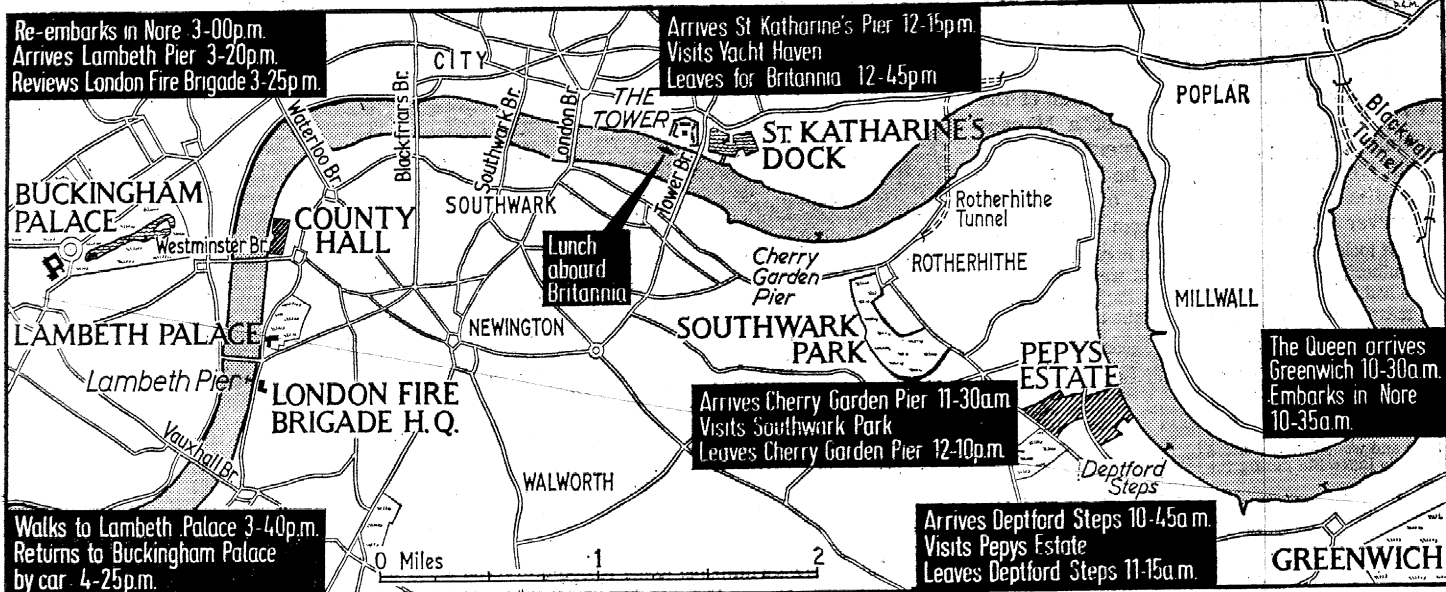 Re-embarks in Nore 3-00p.m.
Arrives Lambeth Pier 3-20p.m.
Reviews London Fire Brigade 3-25p.m.
Arrives St Katharine's Pier 12-15p.m.
Visits Yacht Haven
Leaves for Britannia 12-45pm
CITY
Waterloo Br.
Blackfriars Br.
Southwark Br.
London Br.
THE
TOWER
Tower Br.
ST. KATHARINE'S
DOCK
POPLAR
Blackwall
Tunnel
BUCKINGHAM
PALACE
Westminster Br.
COUNTY
HALL
SOUTHWARK
Lunch
aboard
Britannia
Cherry
Garden
Pier
Rotherhithe
Tunnel
ROTHERHITHE
MILLWALL
LAMBETH PALACE
NEWINGTON
SOUTHWARK
PARK
PEPYS
ESTATE
The Queen arrives
Greenwich 10-30a.m.
Embarks in Nore
10-35a.m.
Lambeth Pier
LONDON FIRE
BRIGADE H.Q.
Arrives Cherry Garden Pier 11-30a.m.
Visits Southwark Park
Leaves Cherry Garden Pier 12-10p.m.
Vauxhall Br.
WALWORTH
Deptford
Steps
Walks to Lambeth Palace 3-40p.m.
Returns to Buckingham Palace
by car 4-25p.m.
0 Miles 1 2
Arrives Deptford Steps 10-45a.m.
Visits Pepys Estate
Leaves Deptford Steps 11-15a.m.
GREENWICH